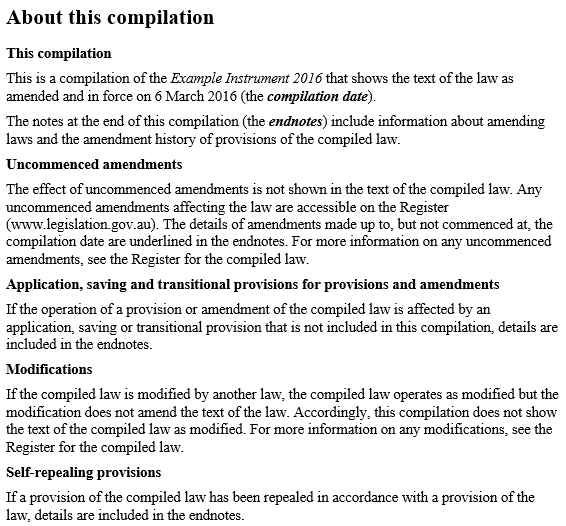 About this compilation
This compilation
This is a compilation of the Example Instrument 2016 that shows the text of the law as
amended and in force on 6 March 2016 (the compilation date).
The notes at the end of this compilation (the endnotes) include information about amending
laws and the amendment history of provisions of the compiled law.
Uncommenced amendments
The effect of uncommenced amendments is not shown in the text of the compiled law. Any
uncommenced amendments affecting the law are accessible on the Register
(www.legislation.gov.au). The details of amendments made up to, but not commenced at, the
compilation date are underlined in the endnotes. For more information on any uncommenced
amendments, see the Register for the compiled law.
Application, saving and transitional provisions for provisions and amendments
If the operation of a provision or amendment of the compiled law is affected by an
application, saving or transitional provision that is not included in this compilation, details are
included in the endnotes.
Modifications
If the compiled law is modified by another law, the compiled law operates as modified but the
modification does not amend the text of the law. Accordingly, this compilation does not show
the text of the compiled law as modified. For more information on any modifications, see the
Register for the compiled law.
Self-repealing provisions
If a provision of the compiled law has been repealed in accordance with a provision of the
law, details are included in the endnotes.